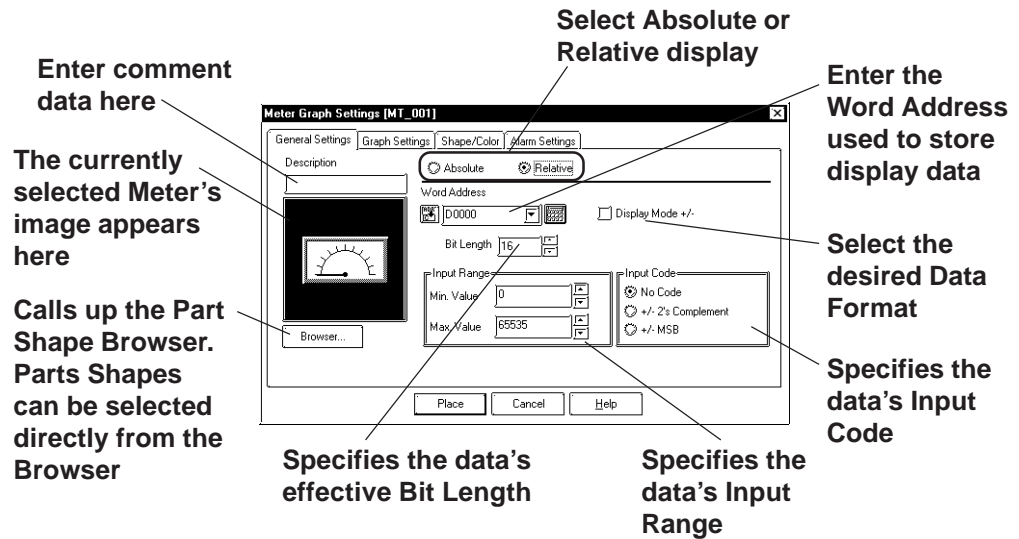 Select Absolute or
Relative display
Enter comment
data here
Enter the
Word Address
used to store
display data
The currently
selected Meter's
image appears
here
Calls up the Part
Shape Browser.
Parts Shapes
can be selected
directly from the
Browser
Meter Graph Settings [MT_001]
General Settings Graph Settings Shape/Color Alarm Settings
Description
Absolute Relative
Word Address
D0000
Display Mode +/-
Bit Length 16
Input Range
Min. Value 0
Max. Value 65535
Input Code
No Code
+/- 2's Complement
+/- MSB
Browser...
Place Cancel Help
Select the
desired Data
Format
Specifies the
data's Input
Code
Specifies the data's
effective Bit Length
Specifies the
data's Input
Range